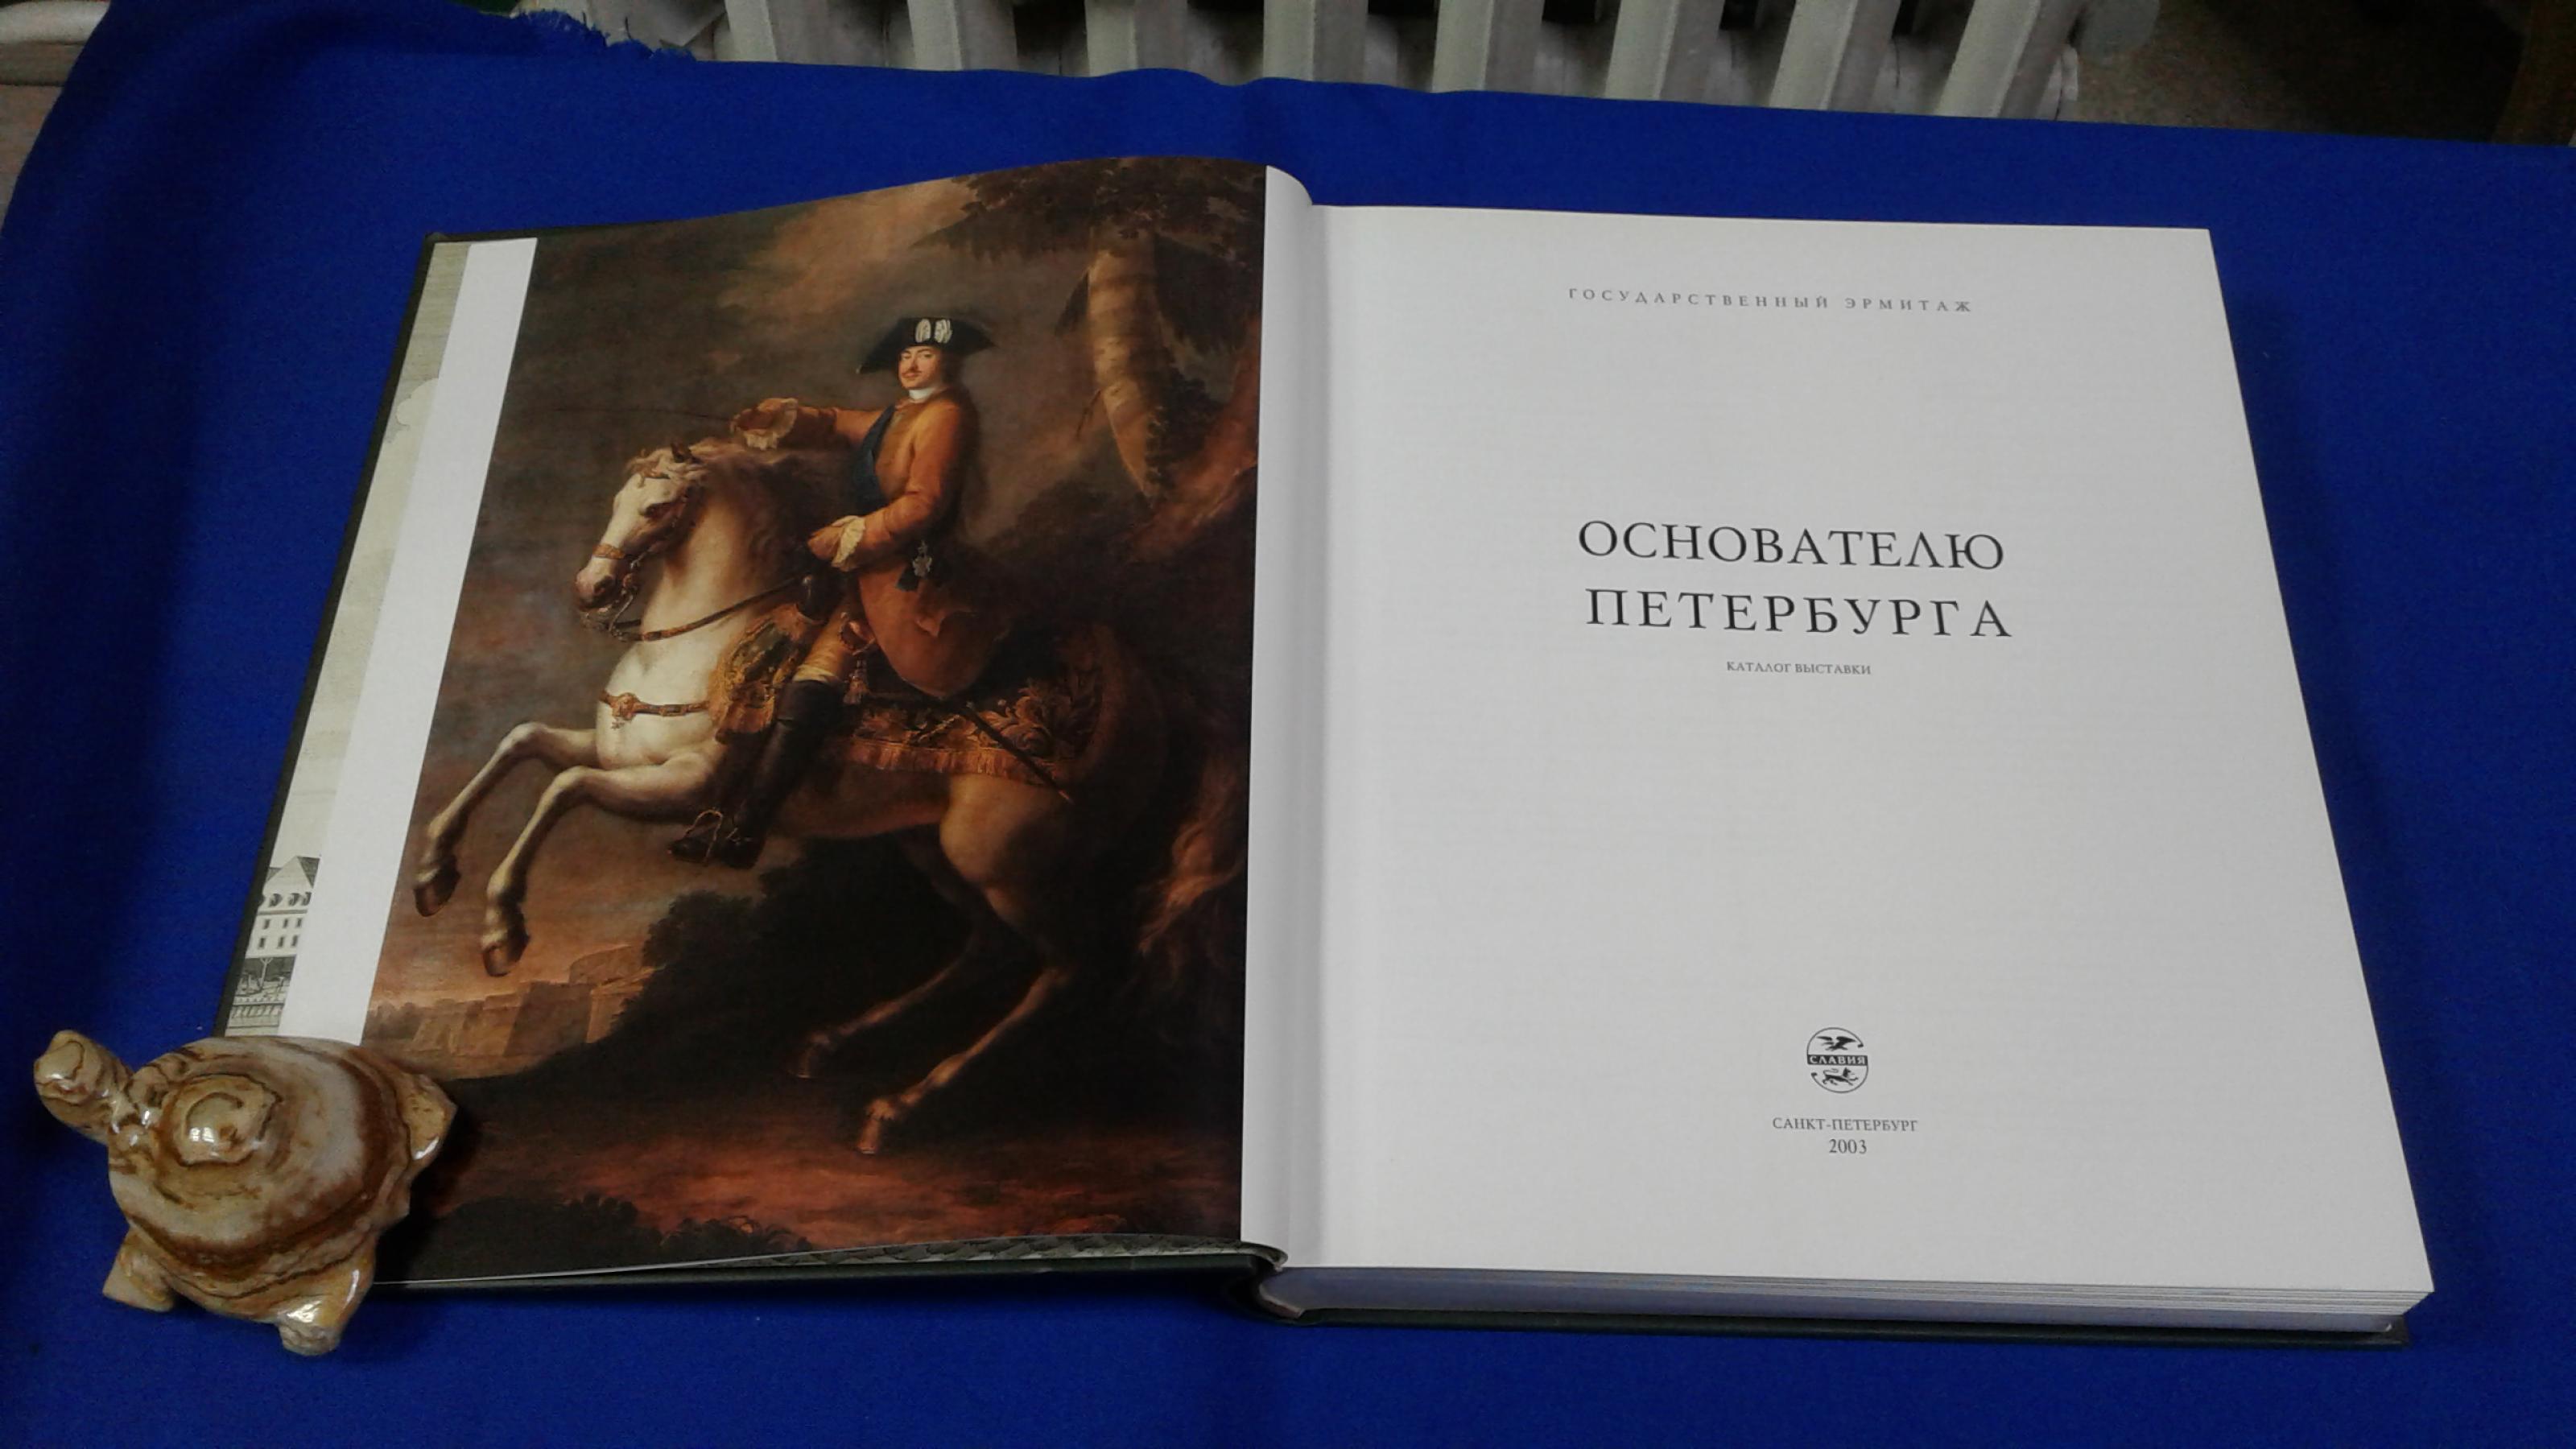 ГОСУДАРСТВЕННЫЙ ЭРМИТАЖ
ОСНОВАТЕЛЮ
ПЕТЕРБУРГА
КАТАЛОГ ВЫСТАВКИ
СЛАВИЯ
САНКТ-ПЕТЕРБУРГ
2003